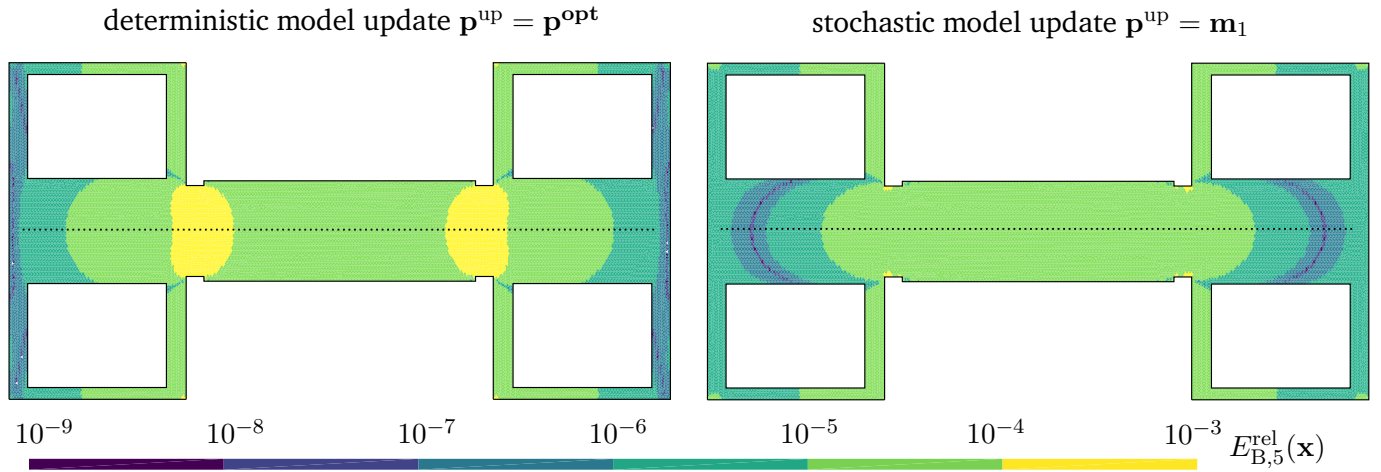 deterministic model update p^up = p^opt
stochastic model update p^up = m₁
10⁻⁹ 10⁻⁸ 10⁻⁷ 10⁻⁶ 10⁻⁵ 10⁻⁴ 10⁻³ E^rel_B,5(x)